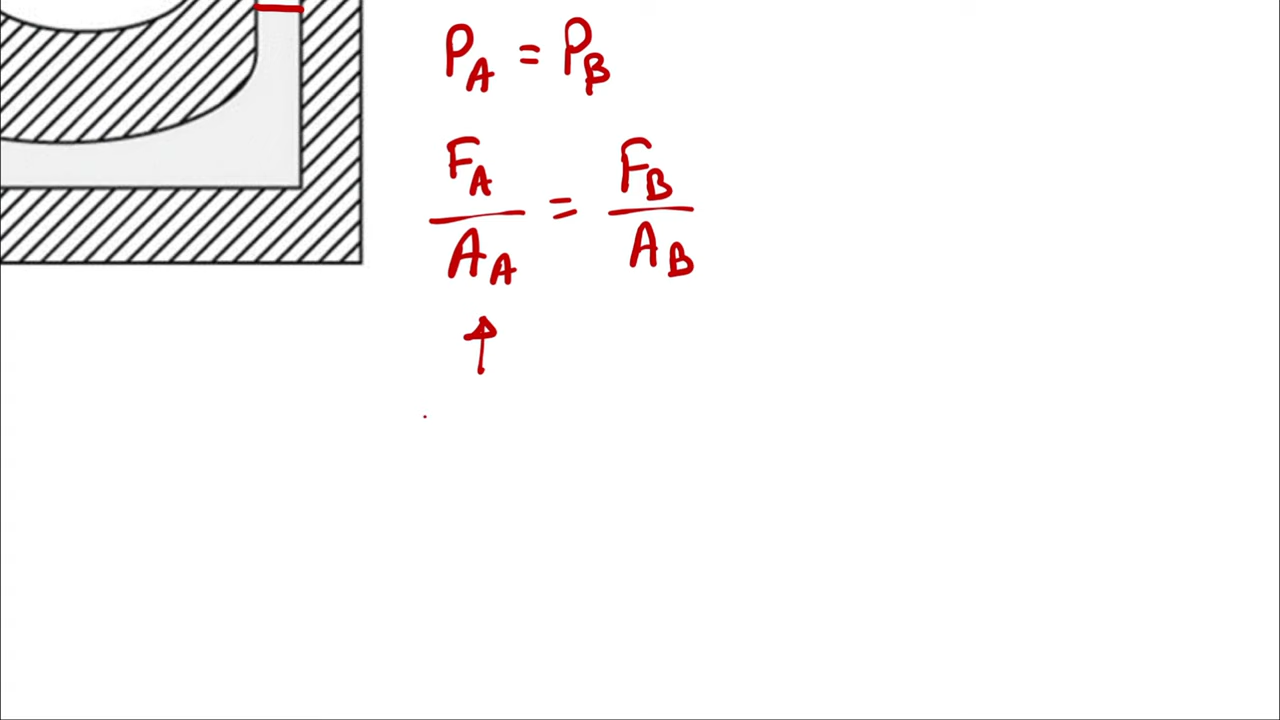 P_A = P_B
F_A / A_A = F_B / A_B
↑